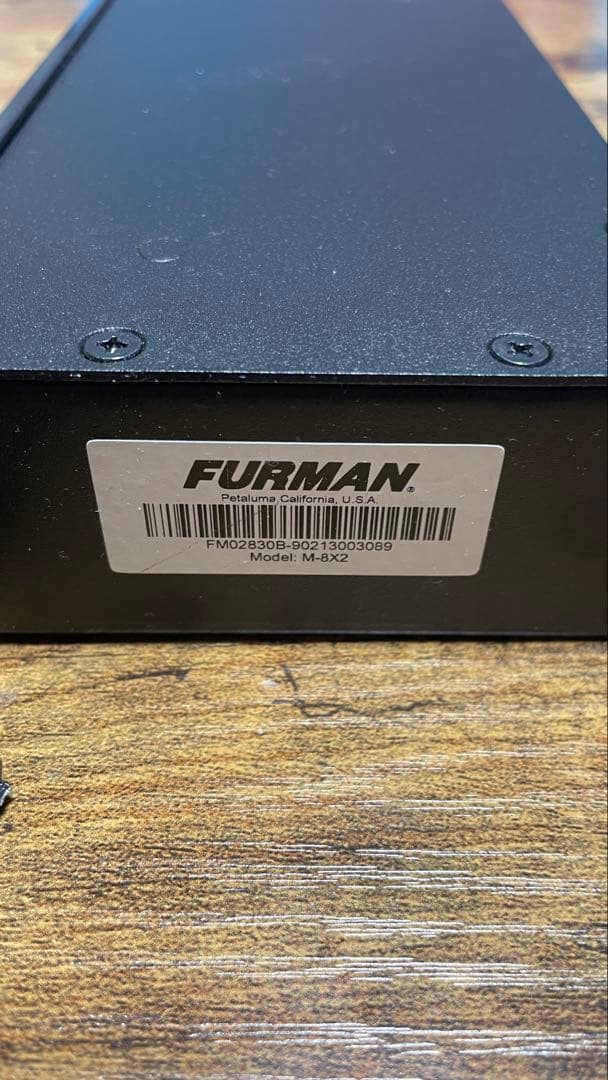 FURMAN®
Petaluma, California, U.S.A.
FM02830B-90213003089
Model: M-8X2